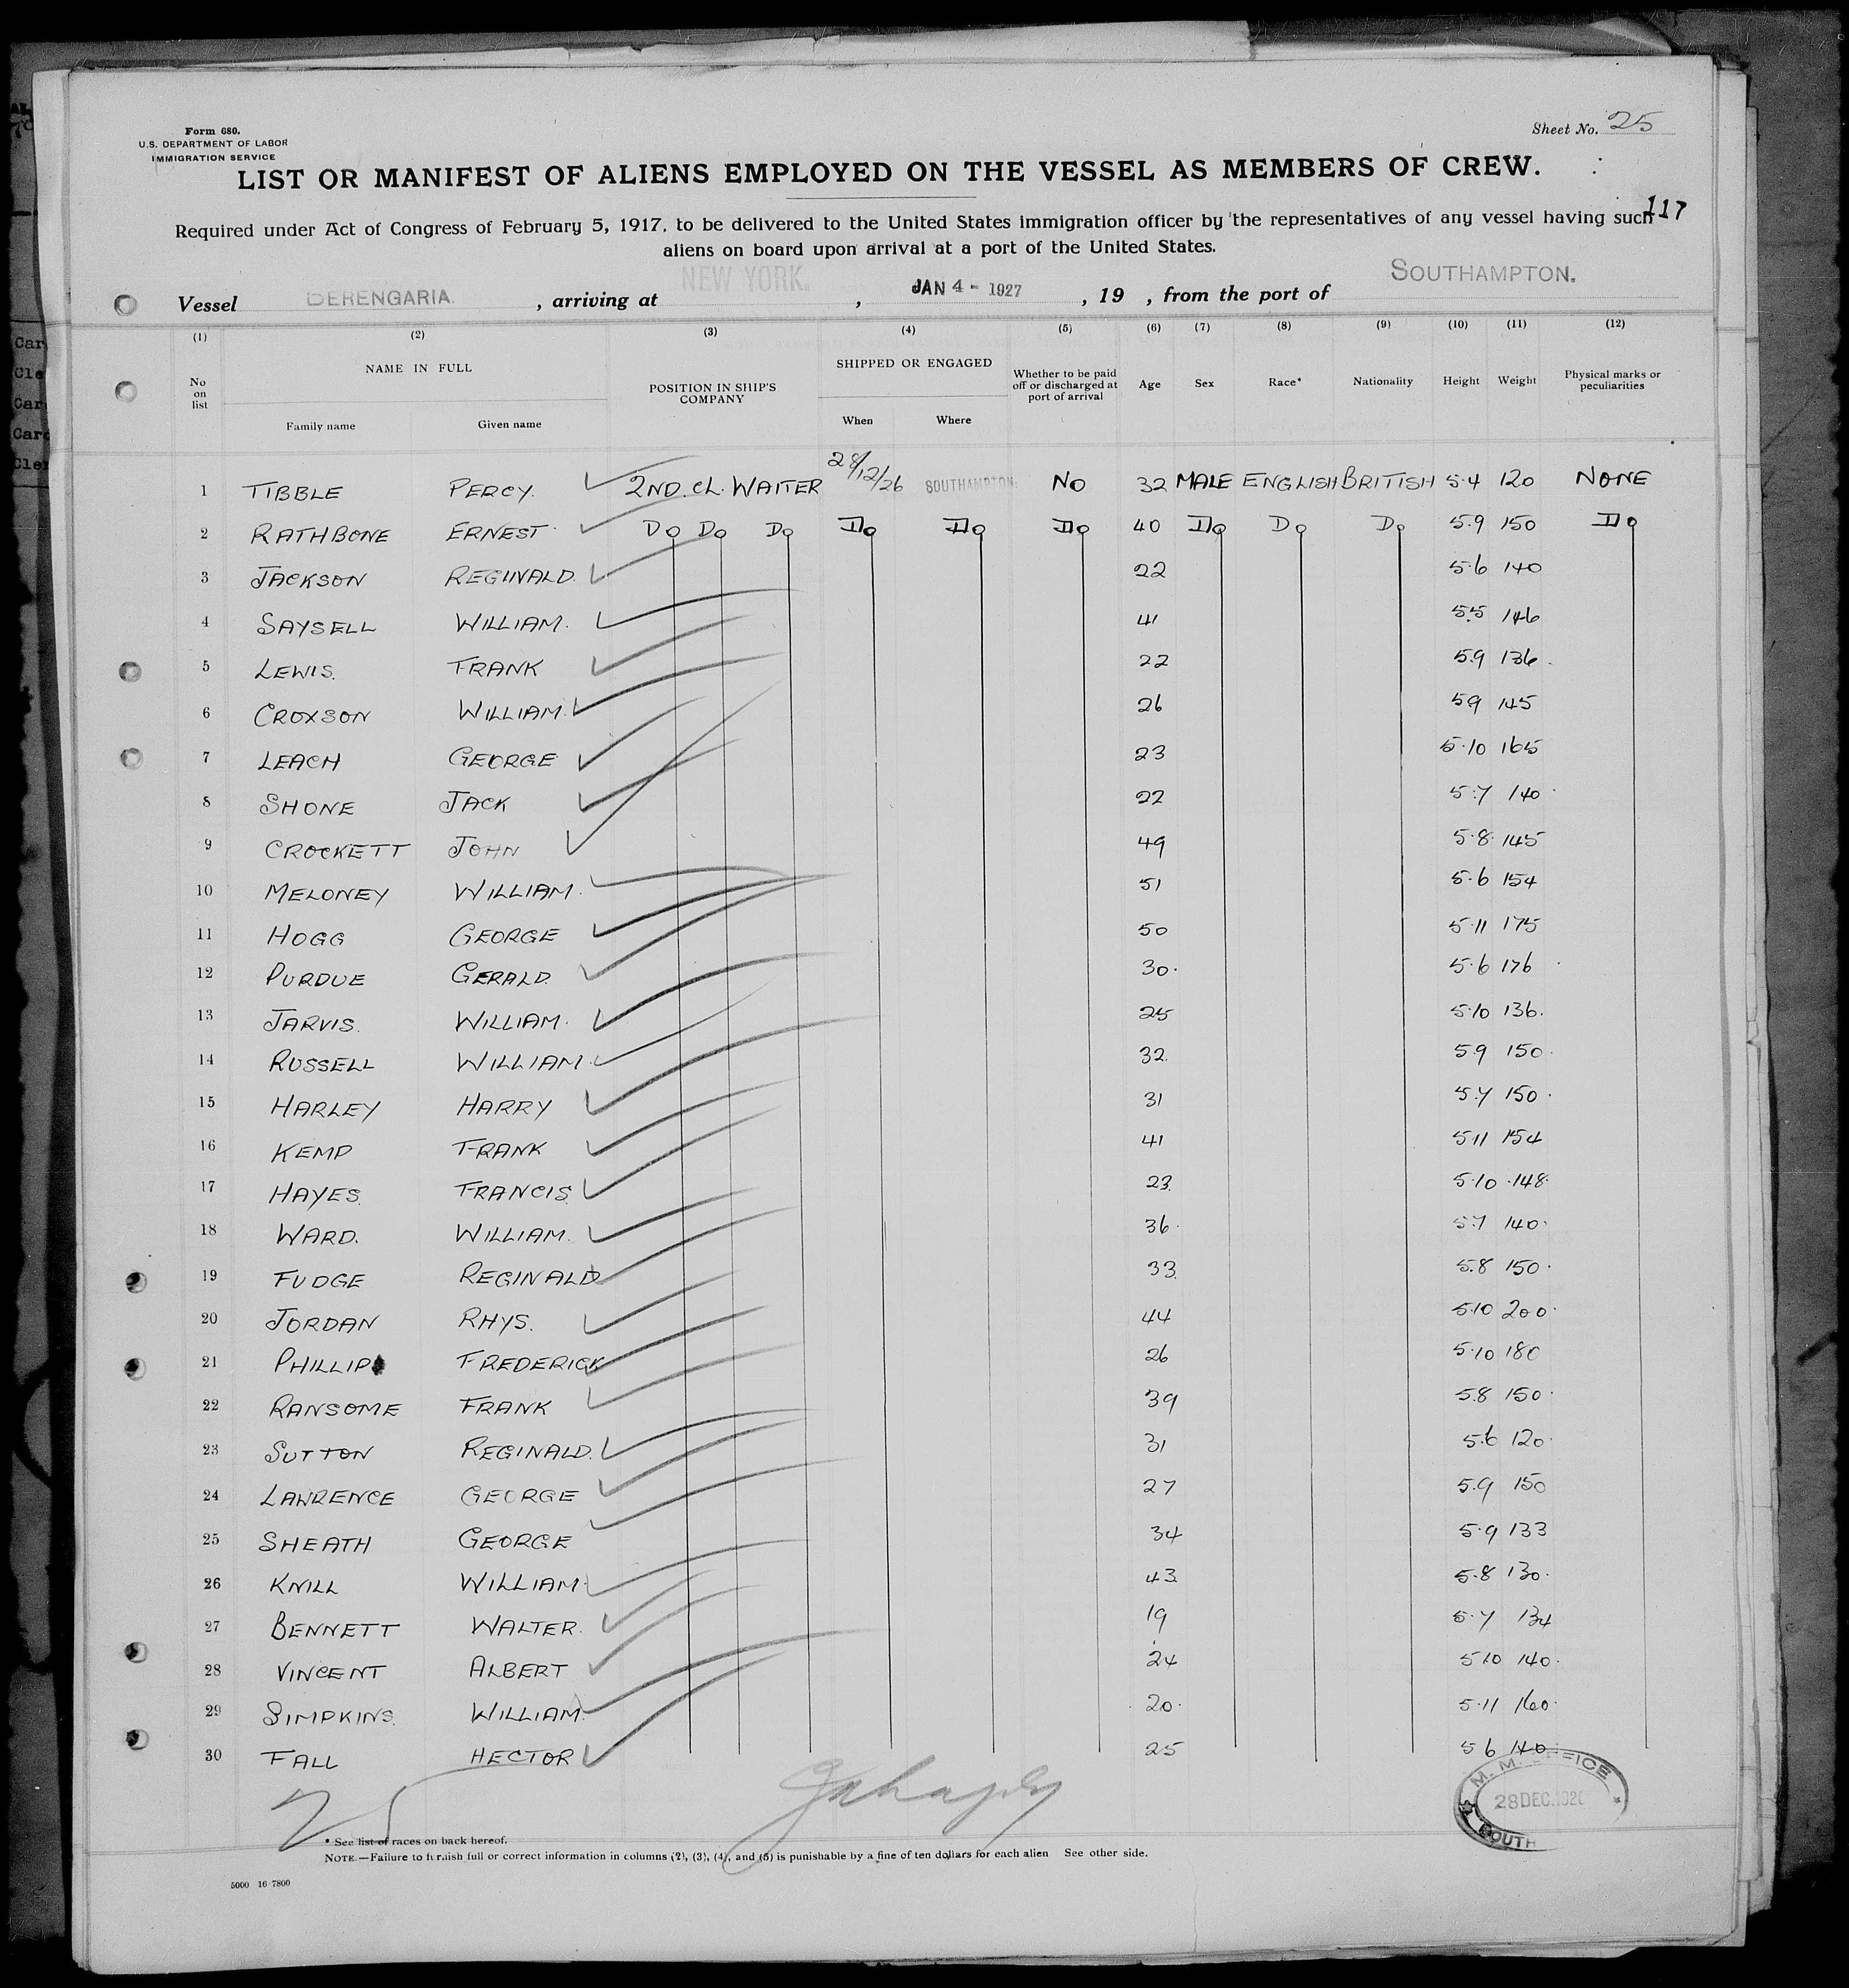 Form 680.
U.S. DEPARTMENT OF LABOR
IMMIGRATION SERVICE
Sheet No. 25
LIST OR MANIFEST OF ALIENS EMPLOYED ON THE VESSEL AS MEMBERS OF CREW.
117
Required under Act of Congress of February 5, 1917, to be delivered to the United States immigration officer by the representatives of any vessel having such
aliens on board upon arrival at a port of the United States.
Vessel BERENGARIA. , arriving at NEW YORK. , JAN 4 - 1927 , 19 , from the port of SOUTHAMPTON.
(1) (2) (3) (4) (5) (6) (7) (8) (9) (10) (11) (12)
No on list NAME IN FULL POSITION IN SHIP'S COMPANY SHIPPED OR ENGAGED Whether to be paid off or discharged at port of arrival Age Sex Race* Nationality Height Weight Physical marks or peculiarities
Family name Given name When Where
1 TIBBLE PERCY. 2ND. CL. WAITER 28/12/26 SOUTHAMPTON. NO 32 MALE ENGLISH BRITISH 5.4 120 NONE
2 RATHBONE ERNEST Do Do Do Do Do Do 40 Do Do Do 5.9 150 Do
3 JACKSON REGINALD. 22 5.6 140
4 SAYSELL WILLIAM. 41 5.5 146
5 LEWIS. FRANK 22 5.9 136
6 CROXSON WILLIAM. 26 5.9 145
7 LEACH GEORGE 23 5.10 165
8 SHONE JACK 22 5.7 140
9 CROCKETT JOHN 49 5.8 145
10 MELONEY WILLIAM. 51 5.6 154
11 HOGG GEORGE 50 5.11 175
12 PURDUE GERALD. 30. 5.6 176
13 JARVIS. WILLIAM. 25 5.10 136.
14 RUSSELL WILLIAM. 32. 5.9 150.
15 HARLEY HARRY 31 5.7 150.
16 KEMP FRANK 41 5.11 154
17 HAYES. FRANCIS. 23. 5.10 148.
18 WARD. WILLIAM. 36. 5.7 140.
19 FUDGE REGINALD 33. 5.8 150.
20 JORDAN RHYS. 44 5.10 200.
21 PHILLIPS FREDERICK 26 5.10 180
22 RANSOME FRANK 39 5.8 150.
23 SUTTON REGINALD. 31 5.6 120.
24 LAWRENCE GEORGE 27 5.9 150
25 SHEATH GEORGE 34 5.9 133
26 KNILL WILLIAM. 43. 5.8 130.
27 BENNETT WALTER. 19 5.7 134
28 VINCENT ALBERT 24 5.10 140.
29 SIMPKINS. WILLIAM. 20. 5.11 160.
30 FALL HECTOR 25 5.6 140
25
M. M. OFFICE
28 DEC. 1926
SOUTH
* See list of races on back hereof.
NOTE.—Failure to furnish full or correct information in columns (2), (3), (4), and (5) is punishable by a fine of ten dollars for each alien See other side.
5000 16-7800